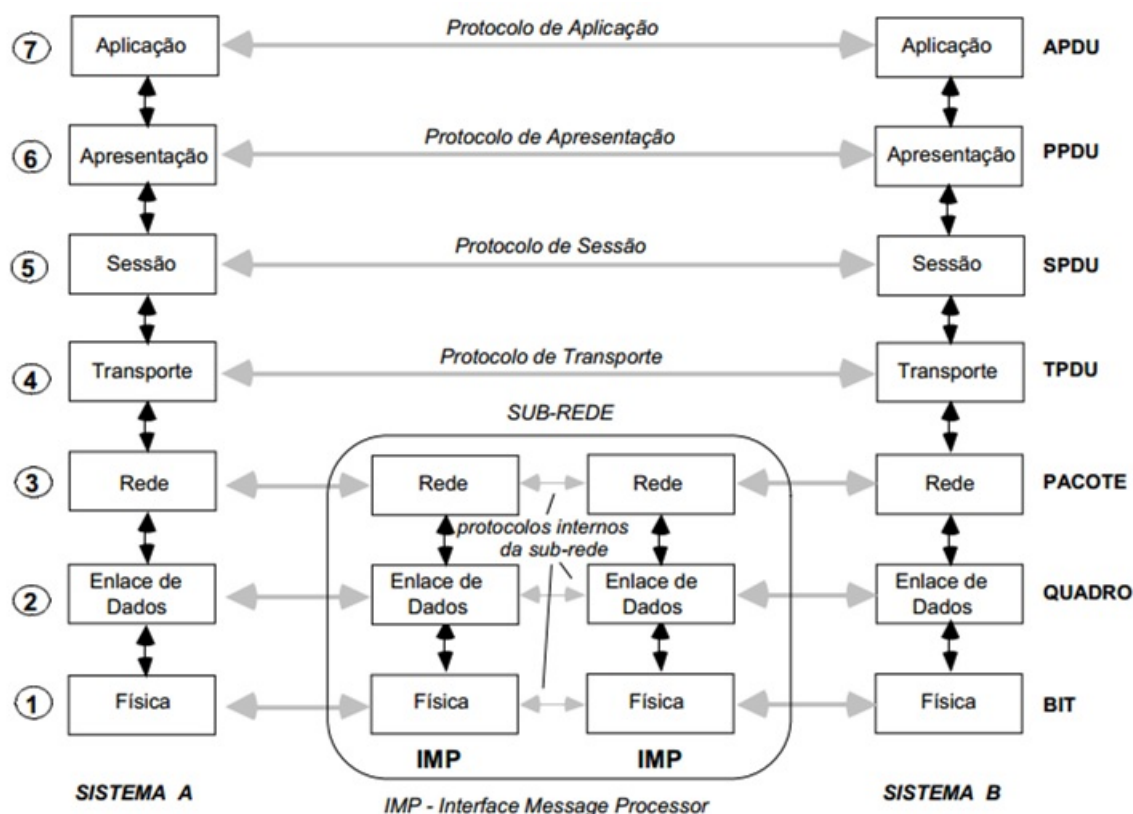 Protocolo de Aplicação
7 Aplicação Aplicação APDU
Protocolo de Apresentação
6 Apresentação Apresentação PPDU
Protocolo de Sessão
5 Sessão Sessão SPDU
Protocolo de Transporte
4 Transporte Transporte TPDU
SUB-REDE
3 Rede Rede Rede Rede PACOTE
protocolos internos
da sub-rede
2 Enlace de Enlace de Enlace de Enlace de QUADRO
Dados Dados Dados Dados
1 Física Física Física Física BIT
IMP IMP
SISTEMA A SISTEMA B
IMP - Interface Message Processor